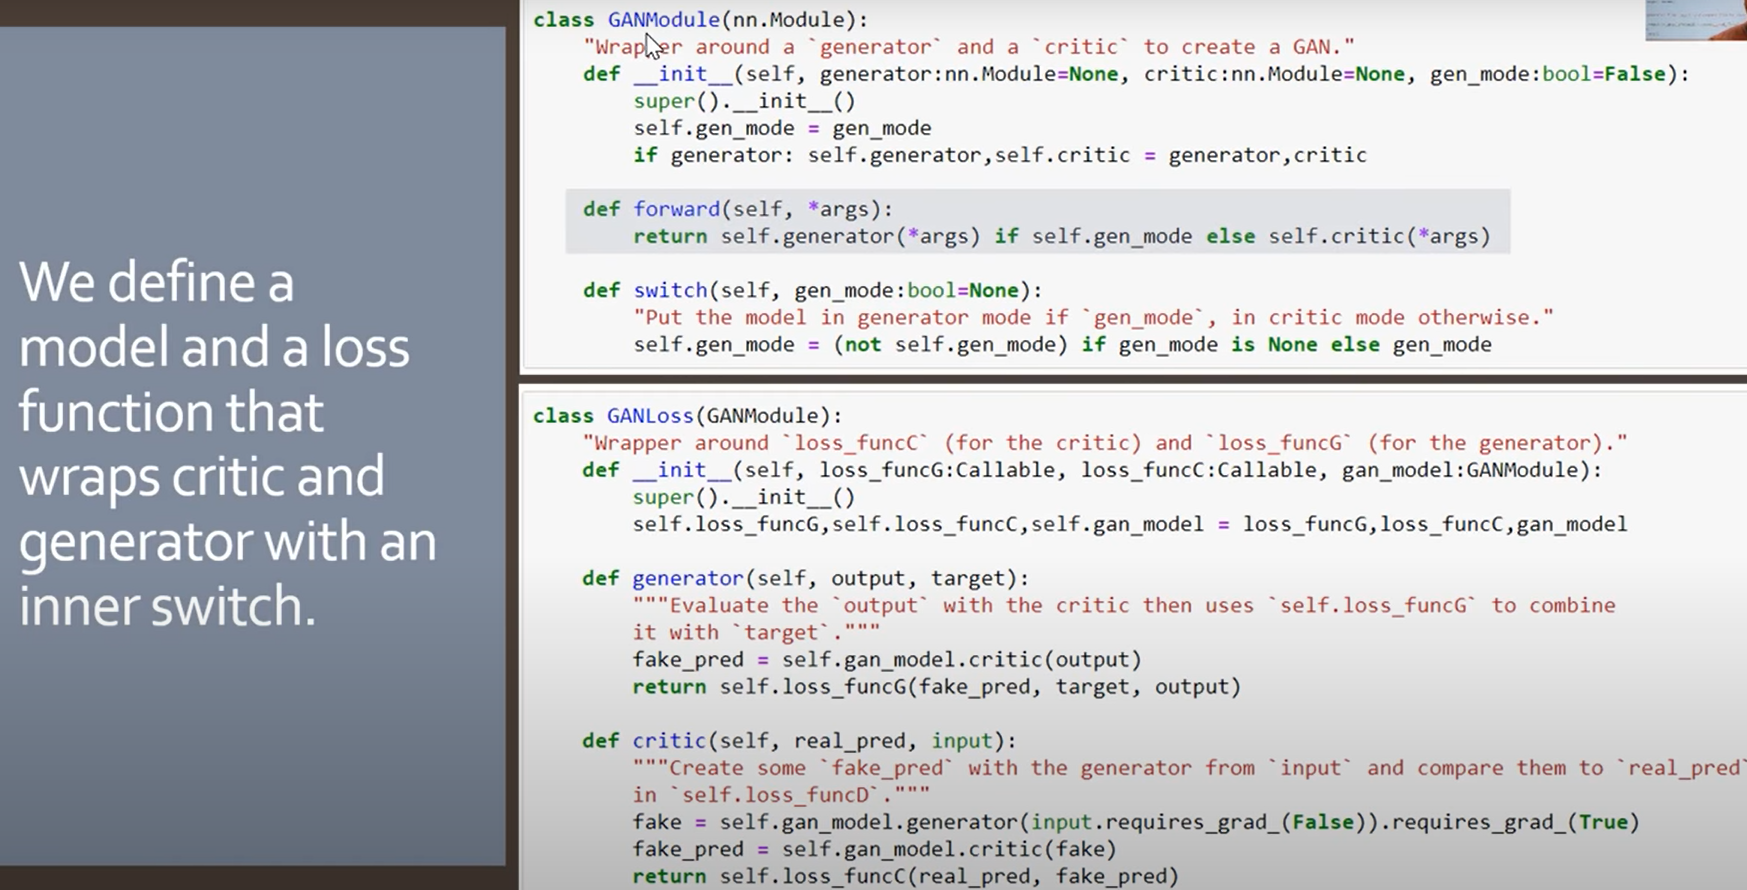 We define a
model and a loss
function that
wraps critic and
generator with an
inner switch.
class GANModule(nn.Module):
"Wrapper around a `generator` and a `critic` to create a GAN."
def __init__(self, generator:nn.Module=None, critic:nn.Module=None, gen_mode:bool=False):
super().__init__()
self.gen_mode = gen_mode
if generator: self.generator,self.critic = generator,critic
def forward(self, *args):
return self.generator(*args) if self.gen_mode else self.critic(*args)
def switch(self, gen_mode:bool=None):
"Put the model in generator mode if `gen_mode`, in critic mode otherwise."
self.gen_mode = (not self.gen_mode) if gen_mode is None else gen_mode
class GANLoss(GANModule):
"Wrapper around `loss_funcC` (for the critic) and `loss_funcG` (for the generator)."
def __init__(self, loss_funcG:Callable, loss_funcC:Callable, gan_model:GANModule):
super().__init__()
self.loss_funcG,self.loss_funcC,self.gan_model = loss_funcG,loss_funcC,gan_model
def generator(self, output, target):
"""Evaluate the `output` with the critic then uses `self.loss_funcG` to combine
it with `target`."""
fake_pred = self.gan_model.critic(output)
return self.loss_funcG(fake_pred, target, output)
def critic(self, real_pred, input):
"""Create some `fake_pred` with the generator from `input` and compare them to `real_pred`
in `self.loss_funcD`."""
fake = self.gan_model.generator(input.requires_grad_(False)).requires_grad_(True)
fake_pred = self.gan_model.critic(fake)
return self.loss_funcC(real_pred, fake_pred)